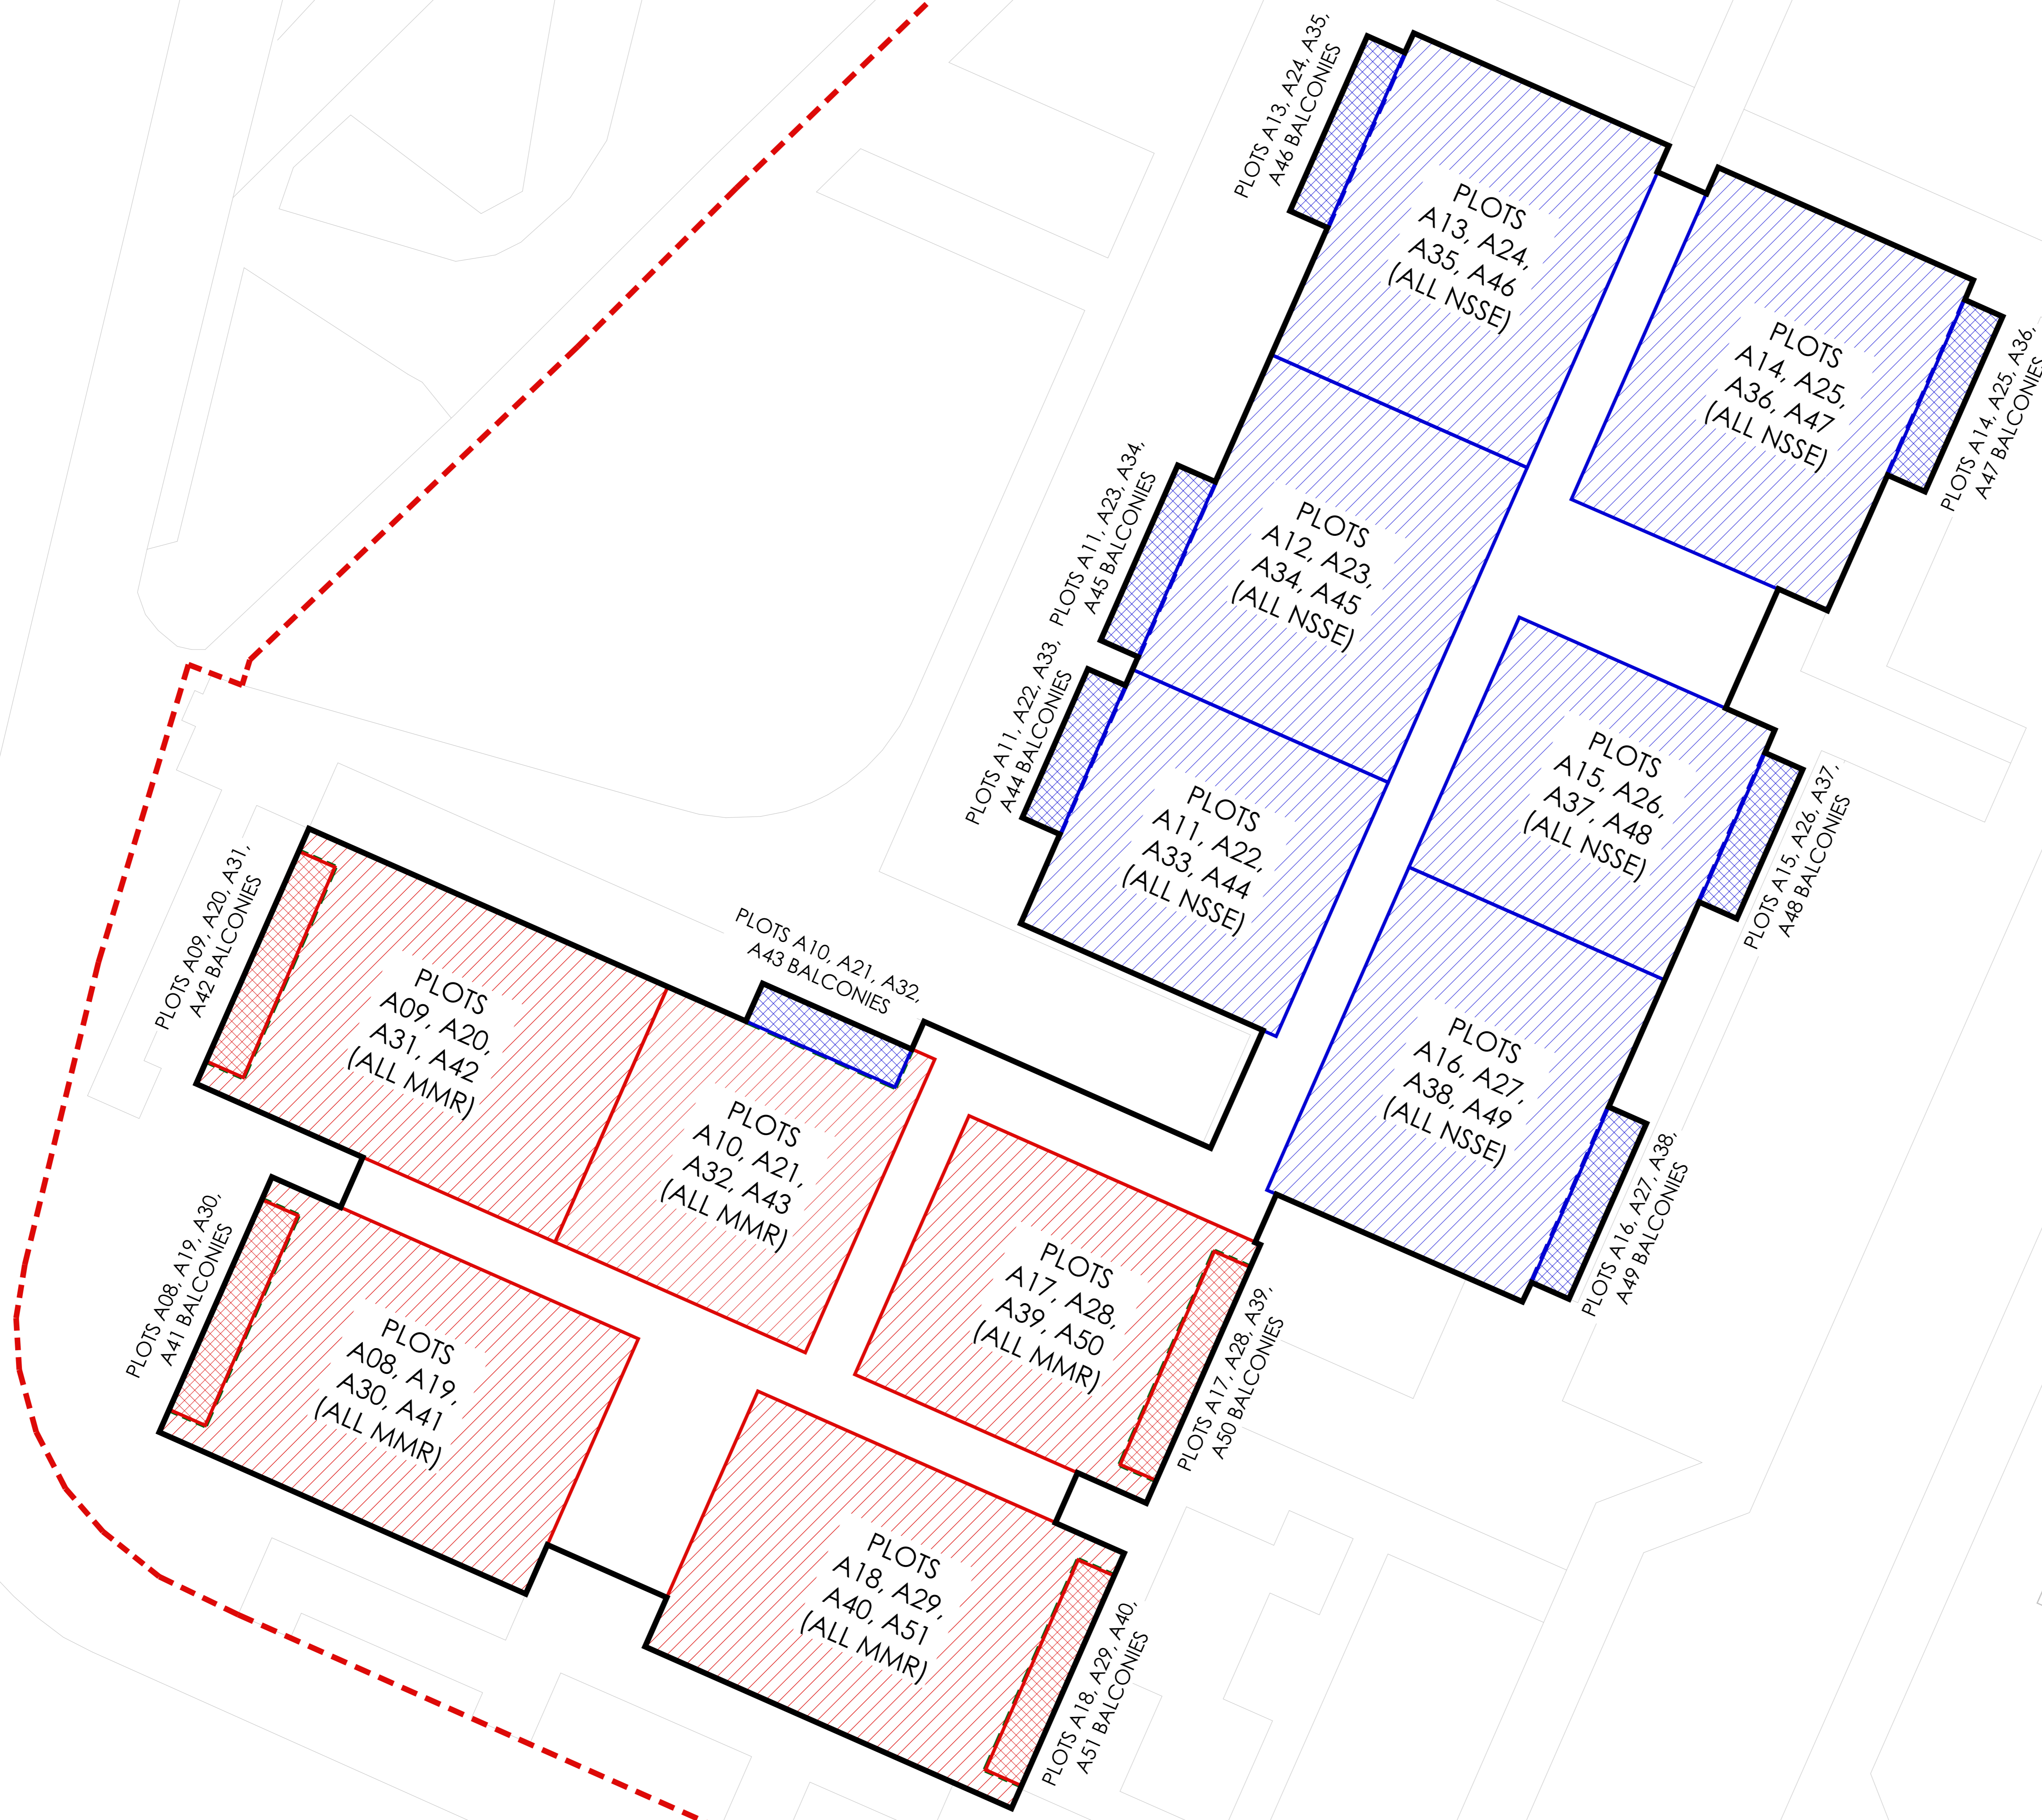 PLOTS A13, A24, A35,
A46 BALCONIES
PLOTS
A13, A24,
A35, A46
(ALL NSSE)
PLOTS
A14, A25,
A36, A47
(ALL NSSE)
PLOTS A14, A25, A36,
A47 BALCONIES
PLOTS A11, A23, A34,
A45 BALCONIES
PLOTS
A12, A23,
A34, A45
(ALL NSSE)
PLOTS A11, A22, A33,
A44 BALCONIES
PLOTS
A11, A22,
A33, A44
(ALL NSSE)
PLOTS
A15, A26,
A37, A48
(ALL NSSE)
PLOTS A15, A26, A37,
A48 BALCONIES
PLOTS A09, A20, A31,
A42 BALCONIES
PLOTS
A09, A20,
A31, A42
(ALL MMR)
PLOTS A10, A21, A32,
A43 BALCONIES
PLOTS
A10, A21,
A32, A43
(ALL MMR)
PLOTS
A16, A27,
A38, A49
(ALL NSSE)
PLOTS A16, A27, A38,
A49 BALCONIES
PLOTS A08, A19, A30,
A41 BALCONIES
PLOTS
A08, A19,
A30, A41
(ALL MMR)
PLOTS
A17, A28,
A39, A50
(ALL MMR)
PLOTS A17, A28, A39,
A50 BALCONIES
PLOTS
A18, A29,
A40, A51
(ALL MMR)
PLOTS A18, A29, A40,
A51 BALCONIES